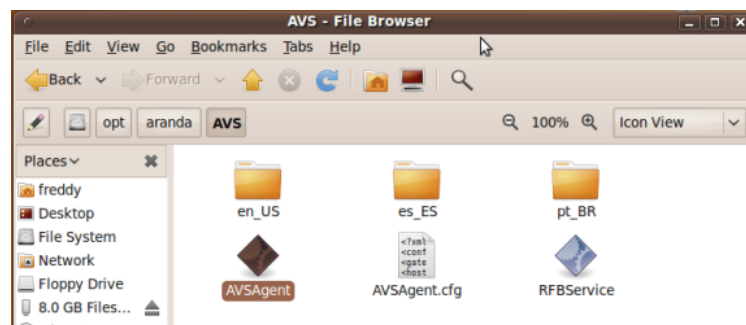 AVS - File Browser
File Edit View Go Bookmarks Tabs Help
Back Forward
opt aranda AVS 100% Icon View
Places
freddy
Desktop
File System
Network
Floppy Drive
8.0 GB Files...
en_US es_ES pt_BR
<?xml
<conf
<gate
<host
AVSAgent AVSAgent.cfg RFBService